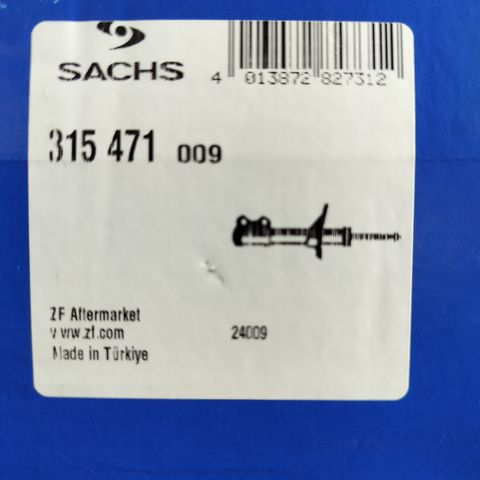 SACHS
4 013872 827312
315 471 009
ZF Aftermarket
www.zf.com
24009
Made in Türkiye